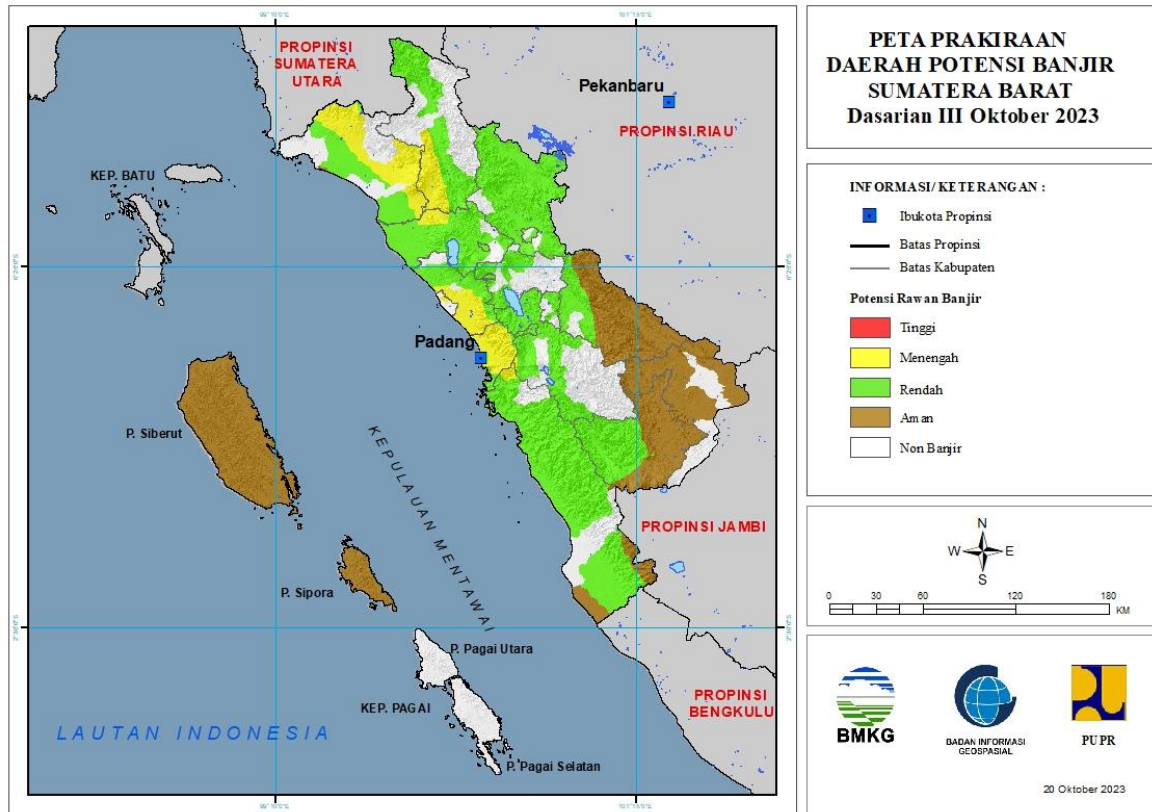 PETA PRAKIRAAN
DAERAH POTENSI BANJIR
SUMATERA BARAT
Dasarian III Oktober 2023
INFORMASI/ KETERANGAN :
Ibukota Propinsi
Batas Propinsi
Batas Kabupaten
Potensi Rawan Banjir
Tinggi
Menengah
Rendah
Aman
Non Banjir
N
W E
S
0 30 60 120 180
KM
BMKG
BADAN INFORMASI
GEOSPASIAL
PUPR
20 Oktober 2023
PROPINSI
SUMATERA
UTARA
Pekanbaru
PROPINSI RIAU
KEP. BATU
Padang
P. Siberut
KEPULAUAN MENTAWAI
PROPINSI JAMBI
P. Sipora
P. Pagai Utara
KEP. PAGAI
PROPINSI
BENGKULU
LAUTAN INDONESIA
P. Pagai Selatan